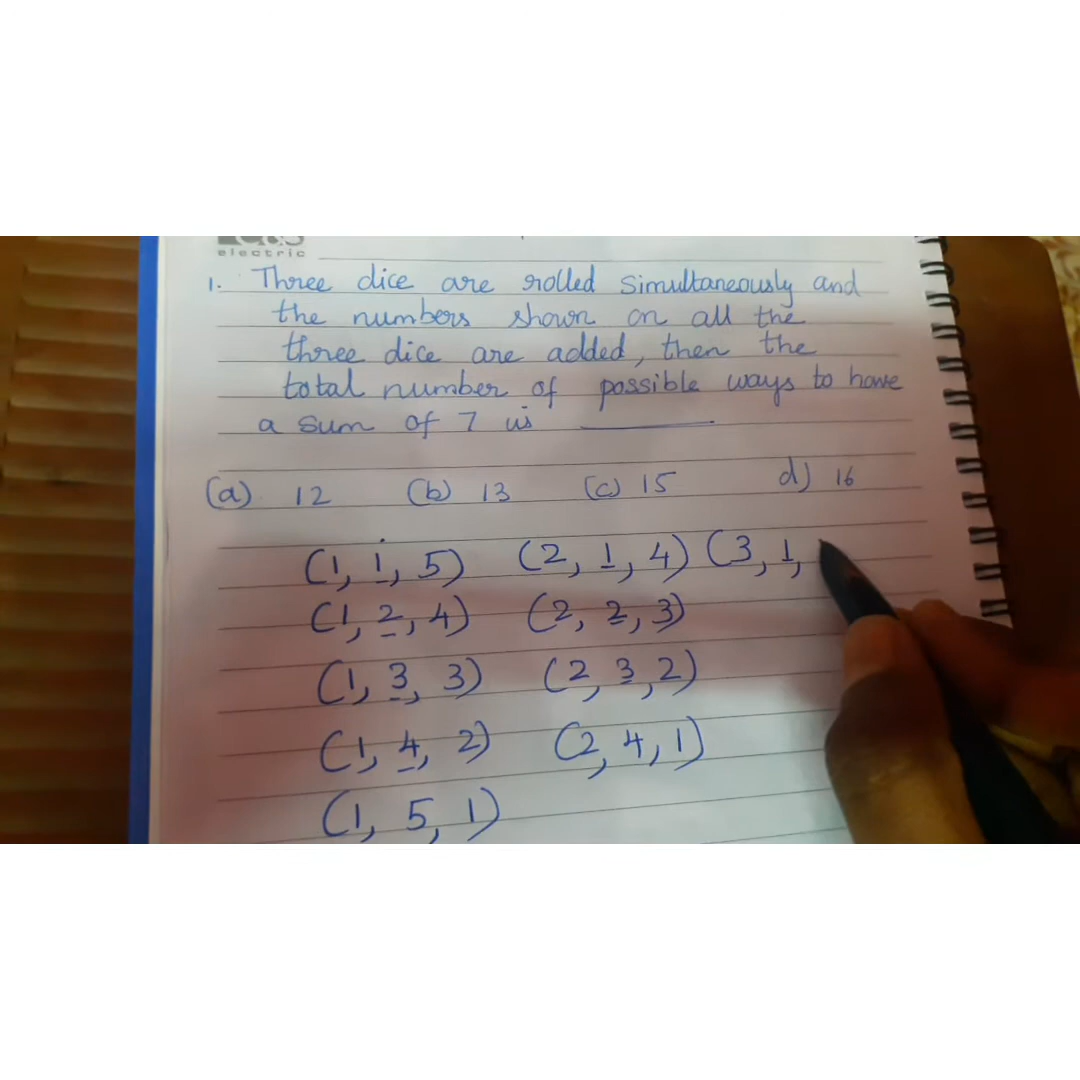 electric
1. Three dice are rolled simultaneously and
the numbers shown on all the
three dice are added, then the
total number of possible ways to have
a sum of 7 is ______
(a) 12 (b) 13 (c) 15 d) 16
(1, 1, 5) (2, 1, 4) (3, 1,
(1, 2, 4) (2, 2, 3)
(1, 3, 3) (2, 3, 2)
(1, 4, 2) (2, 4, 1)
(1, 5, 1)